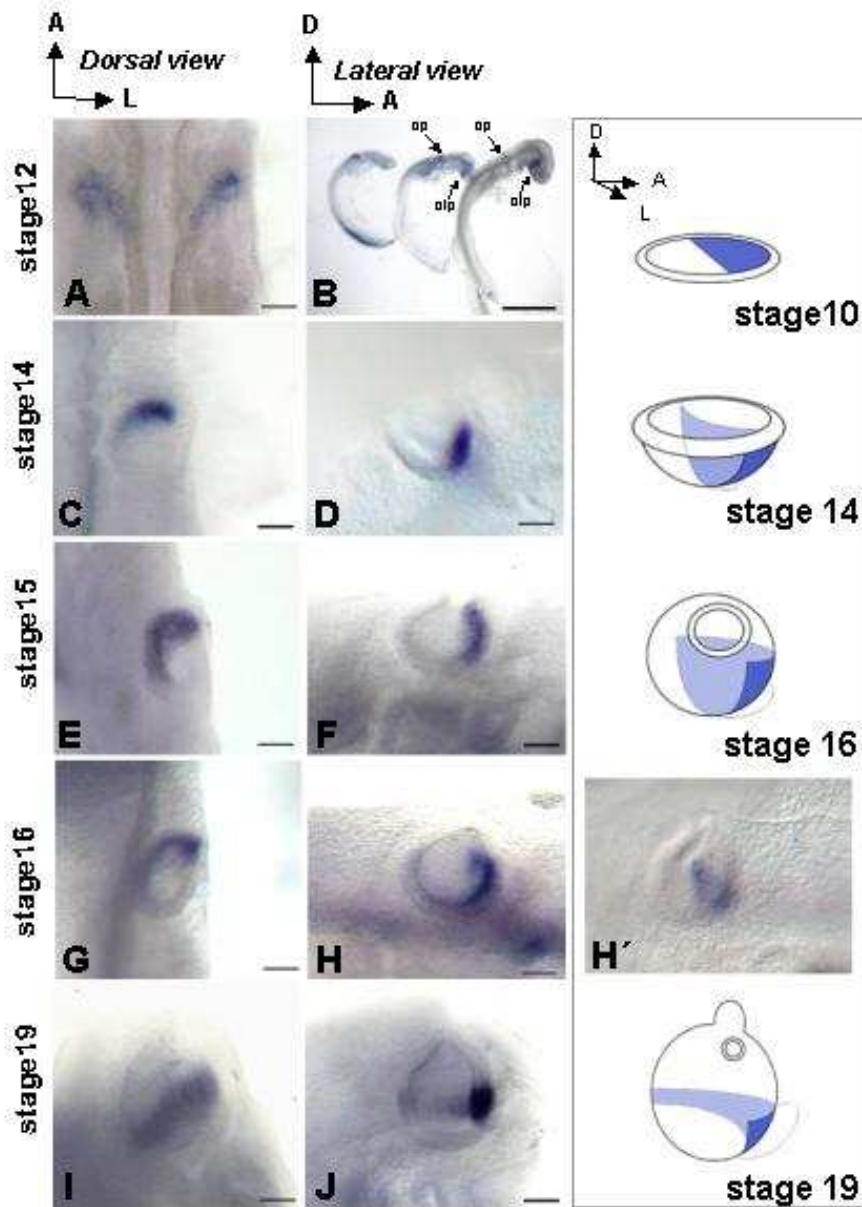 A D
Dorsal view Lateral view
L A
stage12
A
op op
olp olp
B
D
A
L
stage10
stage14
C D
stage 14
stage15
E F
stage 16
stage16
G H H´
stage19
I J
stage 19